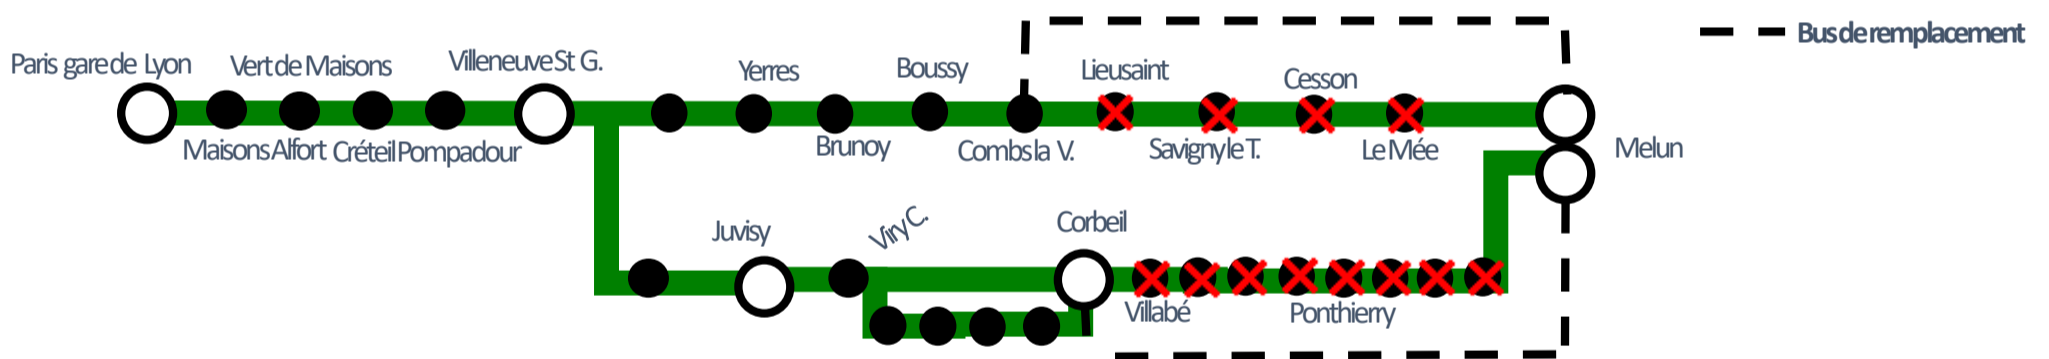 Paris gare de Lyon
Vert de Maisons
Villeneuve St G.
Yerres
Boussy
Lieusaint
Cesson
Bus de remplacement
Maisons Alfort
Créteil Pompadour
Brunoy
Combs la V.
Savigny le T.
Le Mée
Melun
Juvisy
Viry C.
Corbeil
Villabé
Ponthierry